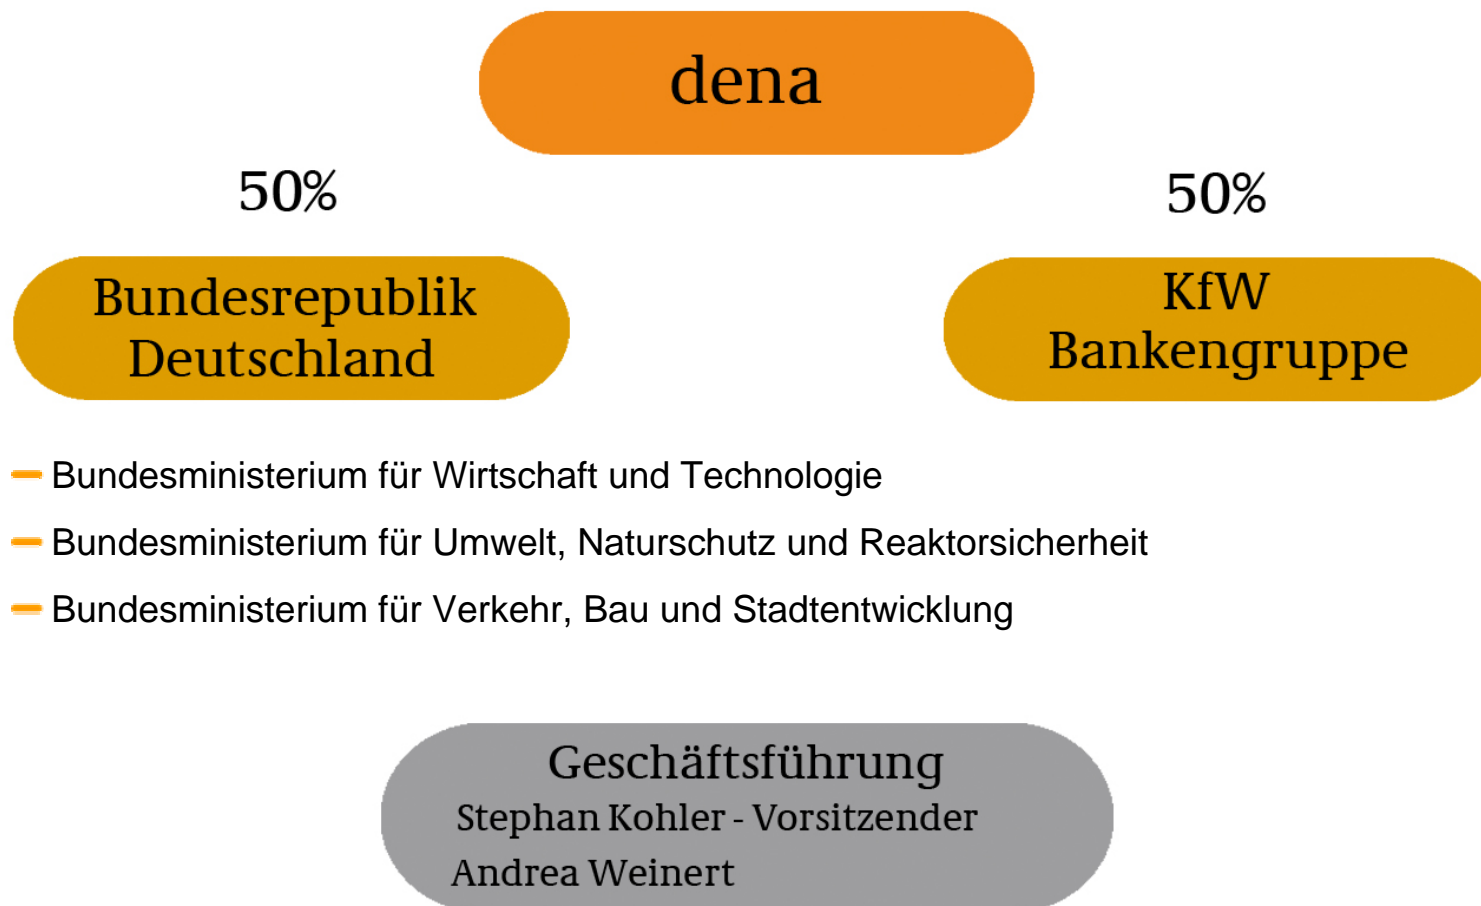 dena
50%
50%
Bundesrepublik
Deutschland
KfW
Bankengruppe
Bundesministerium für Wirtschaft und Technologie
Bundesministerium für Umwelt, Naturschutz und Reaktorsicherheit
Bundesministerium für Verkehr, Bau und Stadtentwicklung
Geschäftsführung
Stephan Kohler - Vorsitzender
Andrea Weinert